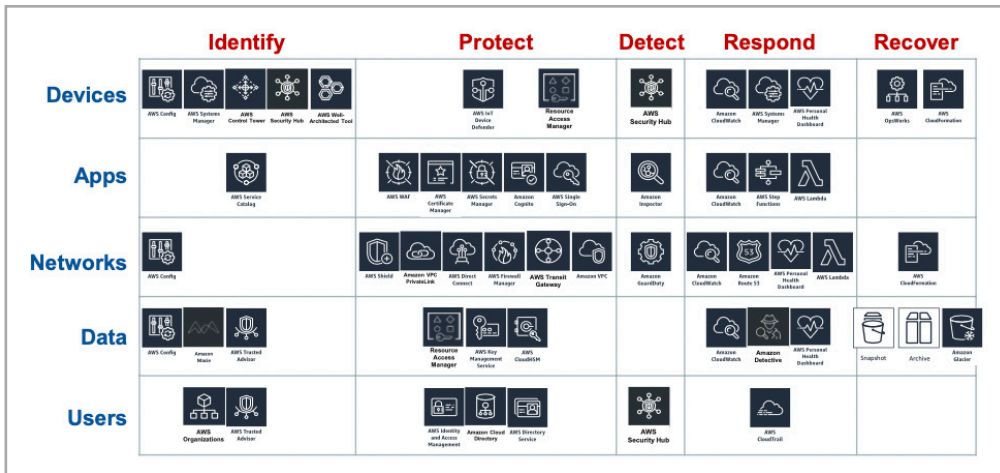 Identify Protect Detect Respond Recover
Devices
AWS Config
AWS Systems
Manager
AWS
Control Tower
AWS
Security Hub
AWS Well-
Architected Tool
AWS IoT
Device
Defender
Resource
Access
Manager
AWS
Security Hub
Amazon
CloudWatch
AWS Systems
Manager
AWS Personal
Health
Dashboard
AWS
OpsWorks
AWS
CloudFormation
Apps
AWS Service
Catalog
AWS WAF
AWS
Certificate
Manager
AWS Secrets
Manager
Amazon
Cognito
AWS Single
Sign-On
Amazon
Inspector
Amazon
CloudWatch
AWS Step
Functions
AWS Lambda
Networks
AWS Config
AWS Shield
Amazon VPC
PrivateLink
AWS Direct
Connect
AWS Firewall
Manager
AWS Transit
Gateway
Amazon VPC
Amazon
GuardDuty
Amazon
CloudWatch
53
Amazon
Route 53
AWS Personal
Health
Dashboard
AWS Lambda
AWS
CloudFormation
Data
AWS Config
Amazon
Macie
AWS Trusted
Advisor
Resource
Access
Manager
AWS Key
Management
Service
AWS
CloudHSM
Amazon
CloudWatch
Amazon
Detective
AWS Personal
Health
Dashboard
Snapshot
Archive
Amazon
Glacier
Users
AWS
Organizations
AWS Trusted
Advisor
AWS Identity
and Access
Management
Amazon Cloud
Directory
AWS Directory
Service
AWS
Security Hub
AWS
CloudTrail